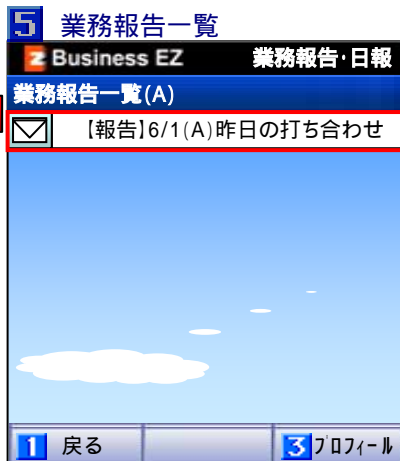 5 業務報告一覧
Business EZ 業務報告･日報
業務報告一覧(A)
【報告】6/1(A)昨日の打ち合わせ
1 戻る 3 ﾌﾟﾛﾌｨｰﾙ